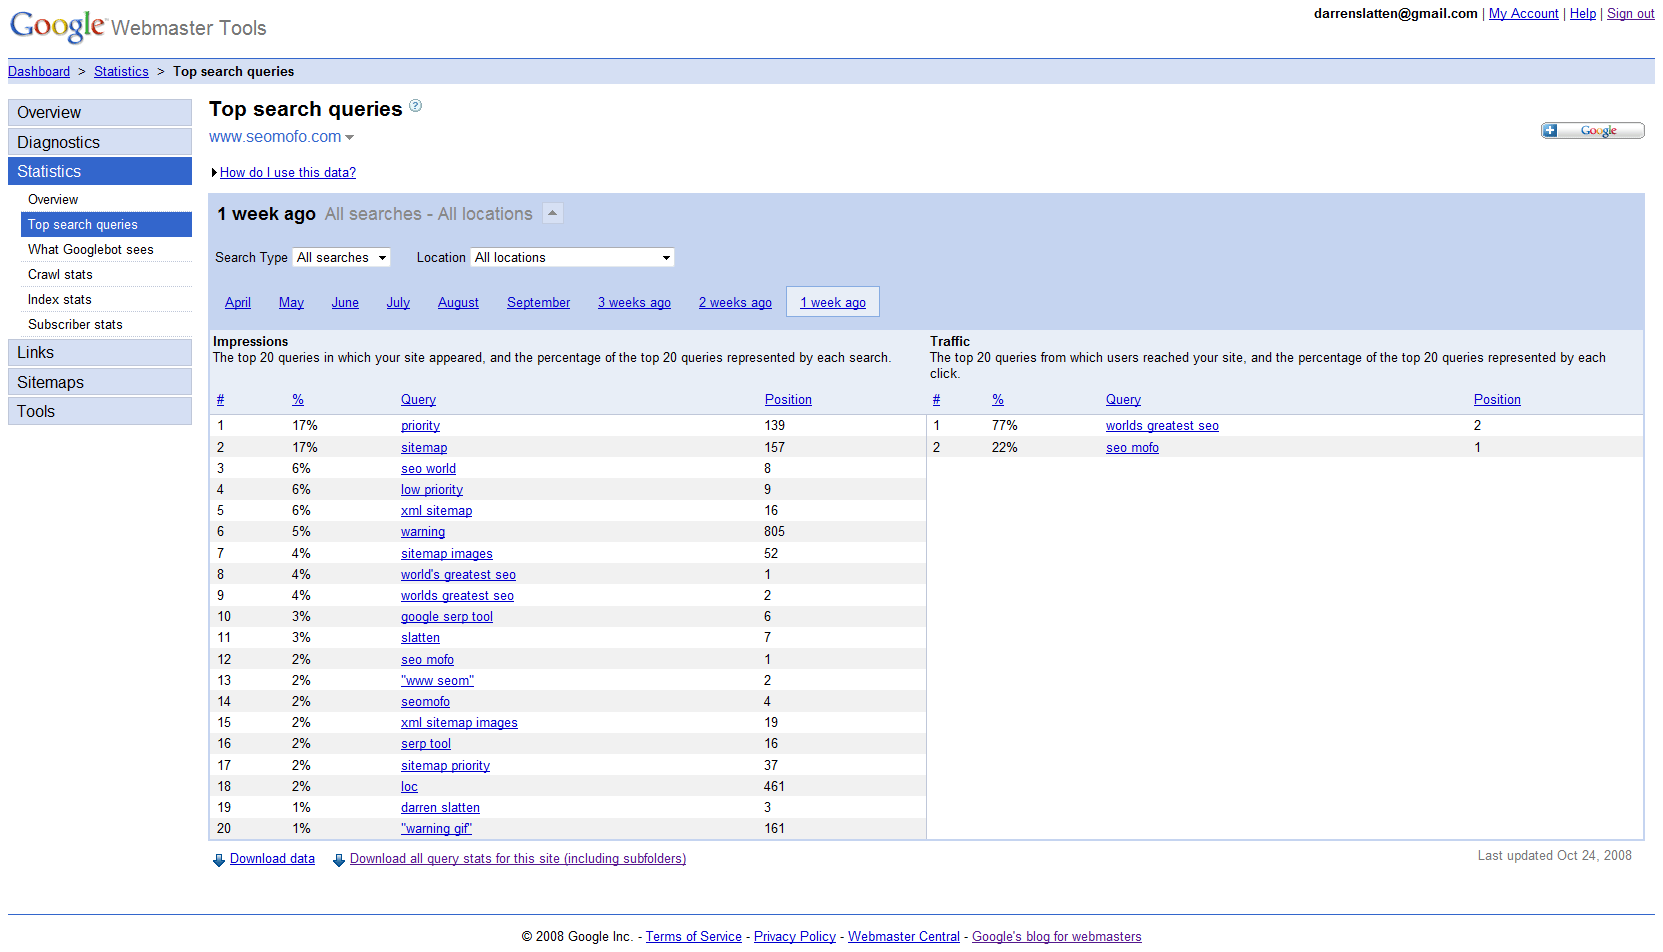 Google Webmaster Tools
darrenslatten@gmail.com | My Account | Help | Sign out
Dashboard > Statistics > Top search queries
Overview
Diagnostics
Statistics
Overview
Top search queries
What Googlebot sees
Crawl stats
Index stats
Subscriber stats
Links
Sitemaps
Tools
Top search queries ?
www.seomofo.com
Google
How do I use this data?
1 week ago All searches - All locations
Search Type All searches Location All locations
April May June July August September 3 weeks ago 2 weeks ago 1 week ago
Impressions
The top 20 queries in which your site appeared, and the percentage of the top 20 queries represented by each search.
# % Query Position
1 17% priority 139
2 17% sitemap 157
3 6% seo world 8
4 6% low priority 9
5 6% xml sitemap 16
6 5% warning 805
7 4% sitemap images 52
8 4% world's greatest seo 1
9 4% worlds greatest seo 2
10 3% google serp tool 6
11 3% slatten 7
12 2% seo mofo 1
13 2% "www seom" 2
14 2% seomofo 4
15 2% xml sitemap images 19
16 2% serp tool 16
17 2% sitemap priority 37
18 2% loc 461
19 1% darren slatten 3
20 1% "warning gif" 161
Traffic
The top 20 queries from which users reached your site, and the percentage of the top 20 queries represented by each
click.
# % Query Position
1 77% worlds greatest seo 2
2 22% seo mofo 1
Download data Download all query stats for this site (including subfolders)
Last updated Oct 24, 2008
© 2008 Google Inc. - Terms of Service - Privacy Policy - Webmaster Central - Google's blog for webmasters